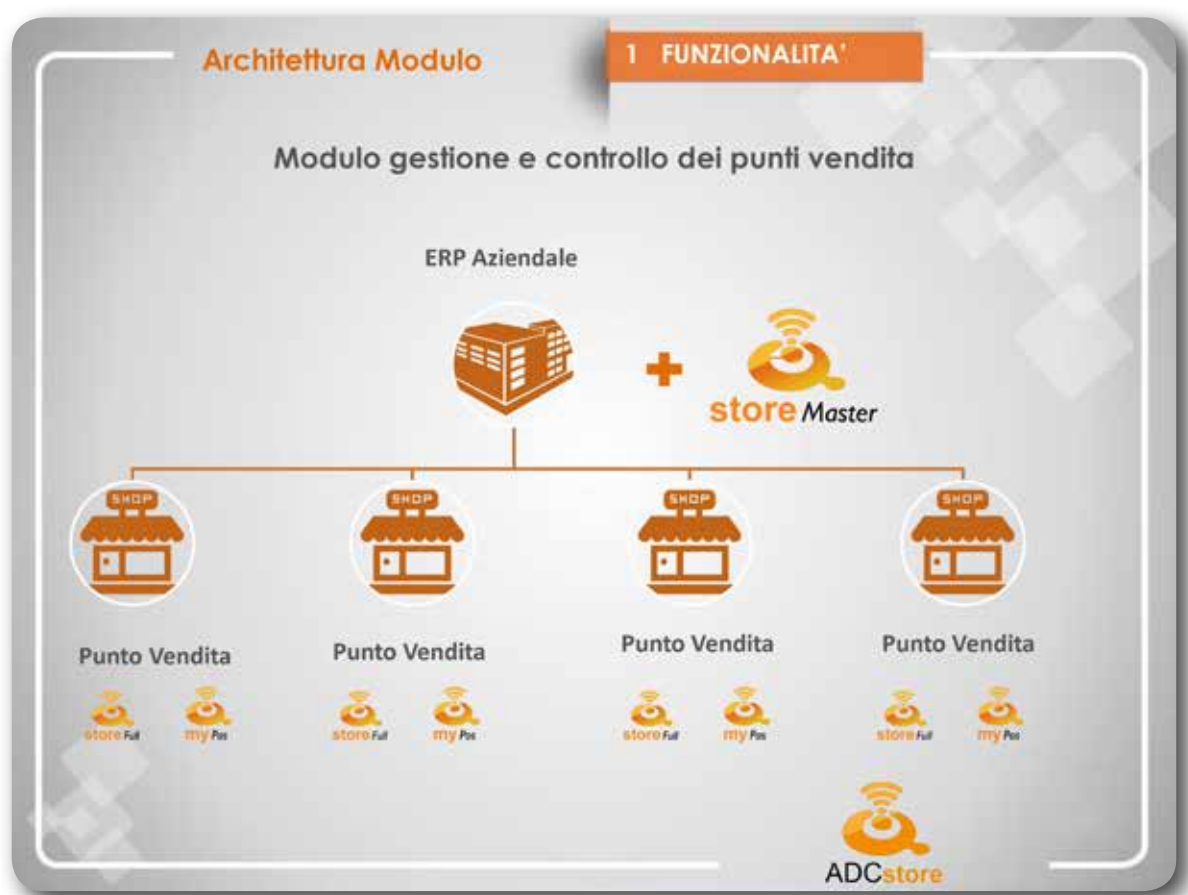 Architettura Modulo
1 FUNZIONALITA'
Modulo gestione e controllo dei punti vendita
ERP Aziendale
store Master
SHOP SHOP SHOP SHOP
Punto Vendita Punto Vendita Punto Vendita Punto Vendita
store Full my Pos store Full my Pos store Full my Pos store Full my Pos
ADCstore